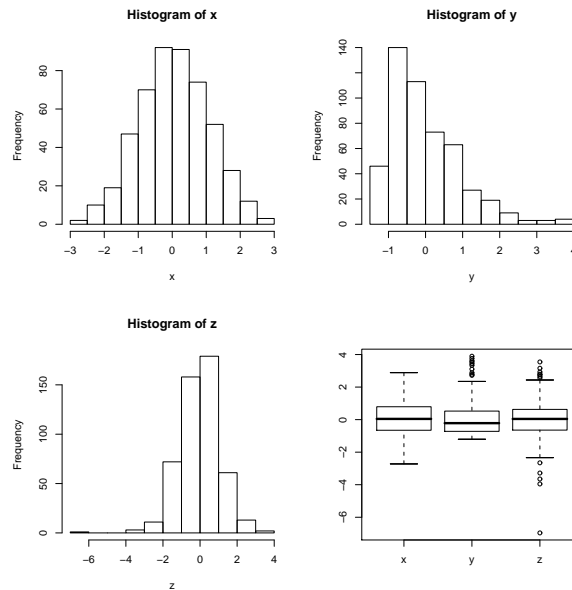 Histogram of x
Frequency
0 20 40 60 80
−3 −2 −1 0 1 2 3
x
Histogram of y
Frequency
0 20 40 60 80 100 140
−1 0 1 2 3 4
y
Histogram of z
Frequency
0 50 100 150
−6 −4 −2 0 2 4
z
−6 −4 −2 0 2 4
x y z